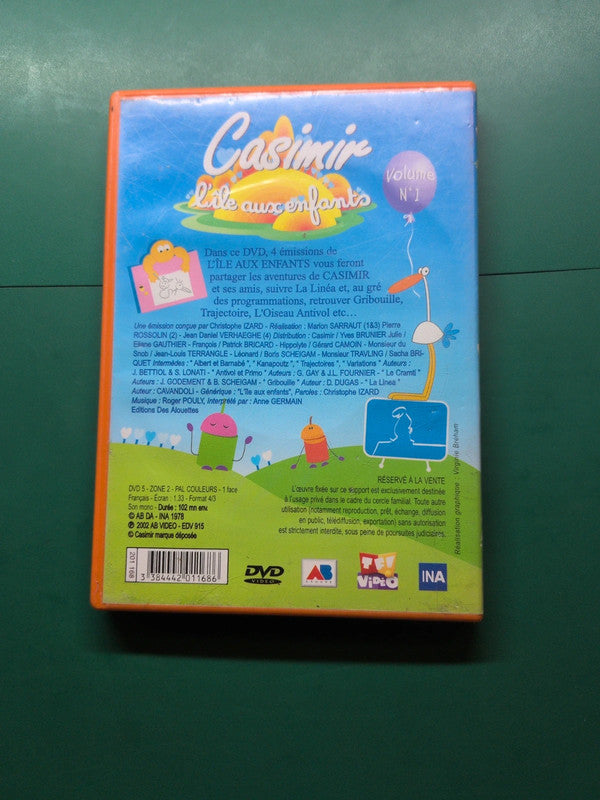 Casimir
l'île aux enfants
Volume
N°1
Dans ce DVD, 4 émissions de
L'ÎLE AUX ENFANTS vous feront
partager les aventures de CASIMIR
et ses amis, suivre La Linéa et, au gré
des programmations, retrouver Gribouille,
Trajectoire, L'Oiseau Antivol etc...
Une émission conçue par Christophe IZARD - Réalisation : Marion SARRAUT (1&3) Pierre
ROSSOLIN (2) - Jean Daniel VERHAEGHE (4) Distribution : Casimir / Yves BRUNIER Julie /
Eliane GAUTHIER - François / Patrick BRICARD - Hippolyte / Gérard CAMOIN - Monsieur du
Snob / Jean-Louis TERRANGLE - Léonard / Boris SCHEIGAM - Monsieur TRAVLING / Sacha BRI-
QUET Intermèdes : " Albert et Barnabé ", " Kanapoutz ", " Trajectoires ", " Variations " Auteurs :
J. BETTIOL & S. LONATI - " Antivol et Primo " Auteurs : G. GAY & J.L. FOURNIER - " Le Cramti "
Auteurs : J. GODEMENT & B. SCHEIGAM - " Gribouille " Auteur : D. DUGAS - " La Linea "
Auteur : CAVANDOLI - Générique : "L'île aux enfants", Paroles : Christophe IZARD
Musique : Roger POULY, Interprété par : Anne GERMAIN
Editions Des Alouettes
DVD 5 - ZONE 2 - PAL COULEURS - 1 face
Français - Écran : 1.33 - Format 4/3
Son mono - Durée : 102 mn env.
© AB DA - INA 1978
℗ 2002 AB VIDEO - EDV 915
© Casimir marque déposée
RÉSERVÉ À LA VENTE
L'œuvre fixée sur ce support est exclusivement destinée
à l'usage privé dans le cadre du cercle familial. Toute autre
utilisation (notamment reproduction, prêt, échange, diffusion
en public, télédiffusion, exportation) sans autorisation
est strictement interdite, sous peine de poursuites judiciaires.
Réalisation graphique : Virginie Breham
201168
3 384442 011686
DVD
VIDEO
AB
TF1
VIDÉO
INA